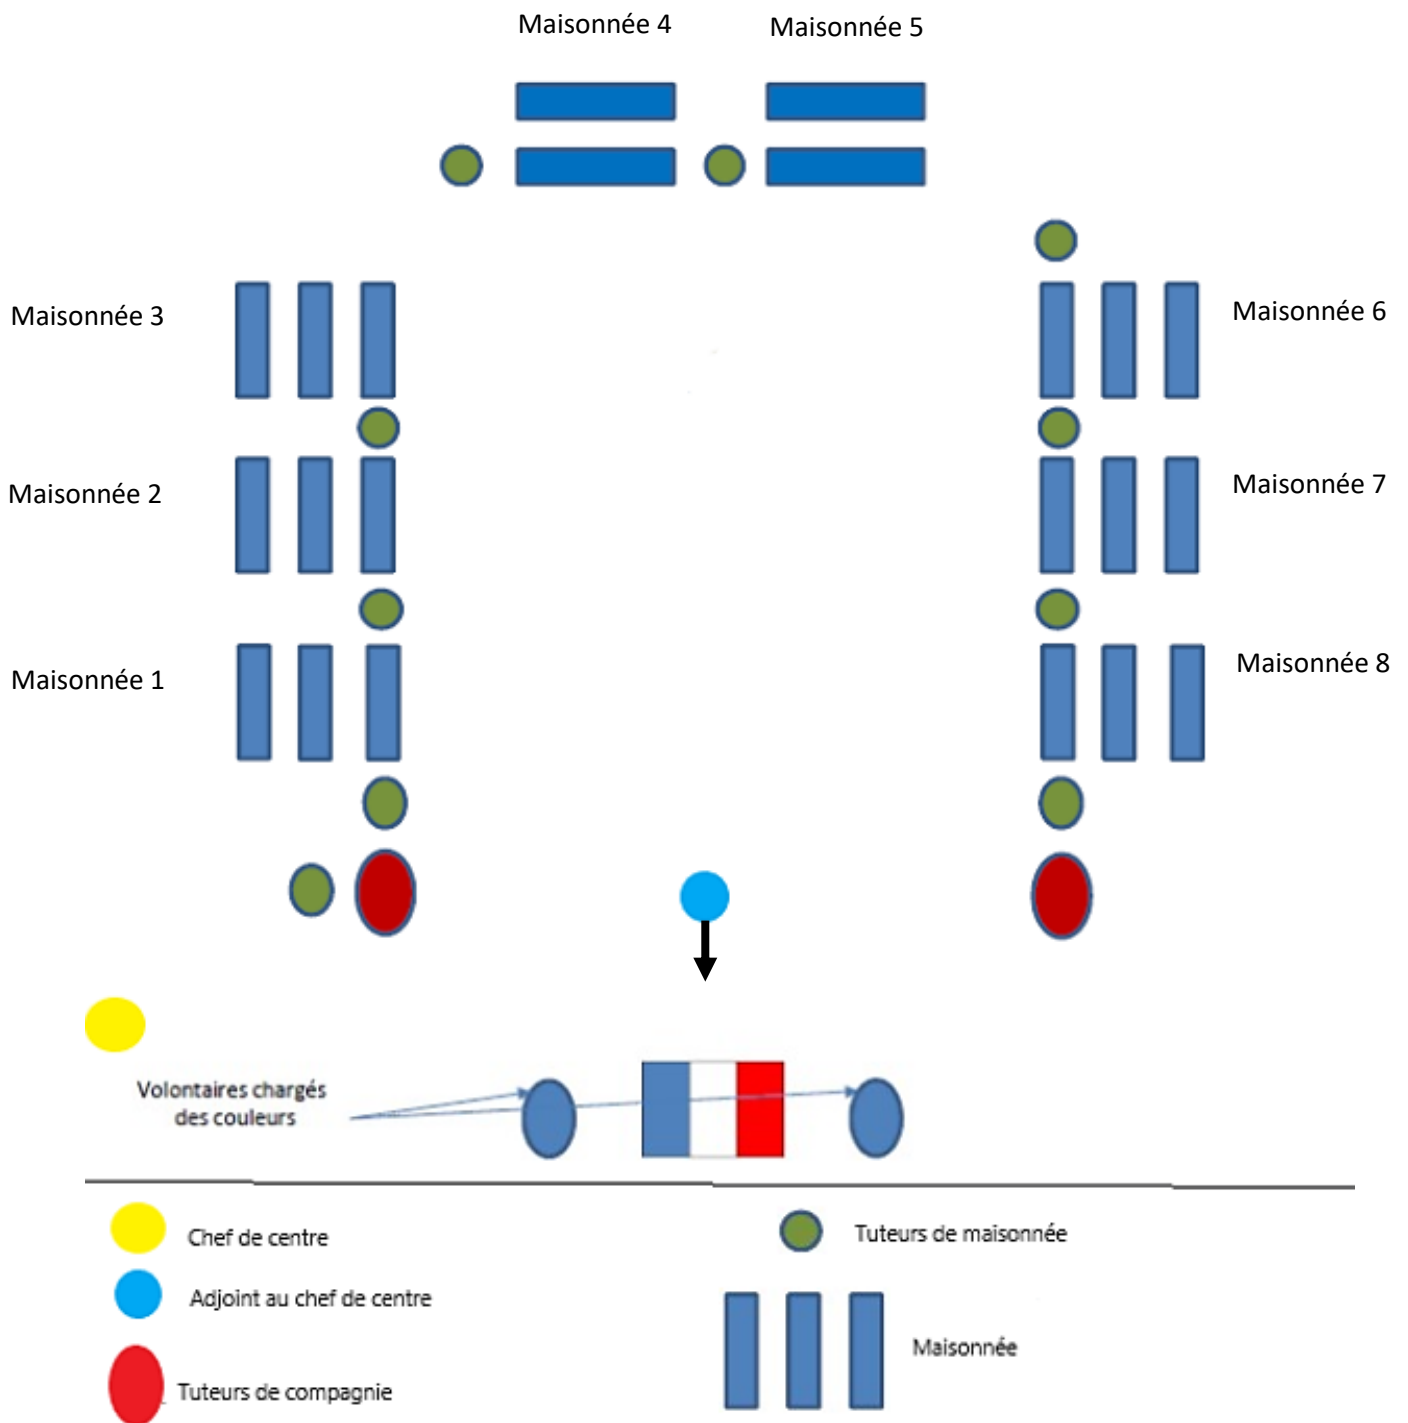 Maisonnée 4
Maisonnée 5
Maisonnée 3
Maisonnée 6
Maisonnée 2
Maisonnée 7
Maisonnée 1
Maisonnée 8
Volontaires chargés
des couleurs
Chef de centre
Tuteurs de maisonnée
Adjoint au chef de centre
Maisonnée
Tuteurs de compagnie